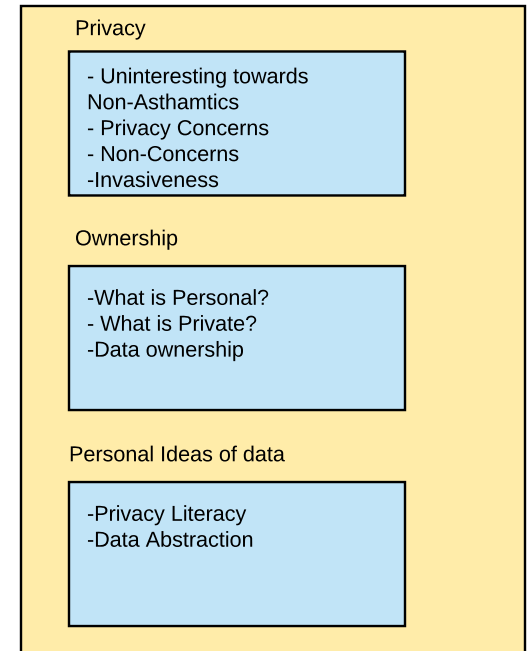 Privacy
- Uninteresting towards
Non-Asthamtics
- Privacy Concerns
- Non-Concerns
-Invasiveness
Ownership
-What is Personal?
- What is Private?
-Data ownership
Personal Ideas of data
-Privacy Literacy
-Data Abstraction